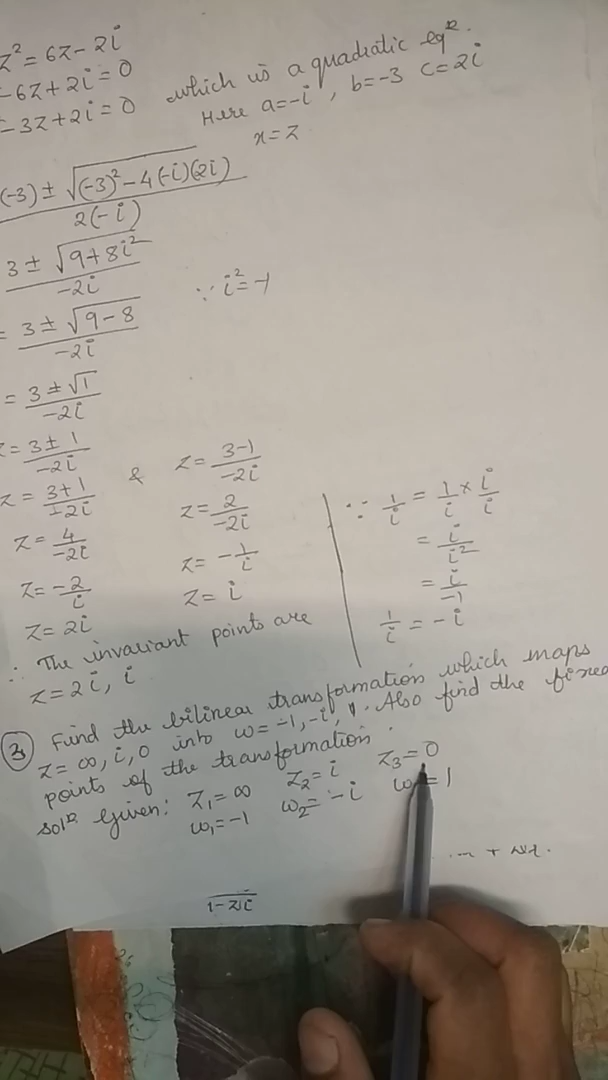 z² = 6z - 2i
-6z + 2i = 0
- 3z + 2i = 0 which is a quadratic eqn.
Here a = -i, b = -3 c = 2i
x = z
(-3) ± √((-3)² - 4(-i)(2i)) / 2(-i)
3 ± √(9 + 8i²) / -2i
= 3 ± √(9 - 8) / -2i ∵ i² = -1
= 3 ± √1 / -2i
z = 3 ± 1 / -2i & z = 3-1 / -2i
z = 3+1 / -2i z = 2 / -2i
z = 4 / -2i z = -1/i
z = -2/i z = i
z = 2i
∵ 1/i = 1/i × i/i
= i/i²
= i/-1
1/i = -i
∴ The invariant points are
z = 2i, i
③ Find the bilinear transformation which maps
z = ∞, i, 0 into w = -1, -i, 1. Also find the fixed
points of the transformation.
soln Given: z₁ = ∞ z₂ = i z₃ = 0
w₁ = -1 w₂ = -i w = 1
1 - zi